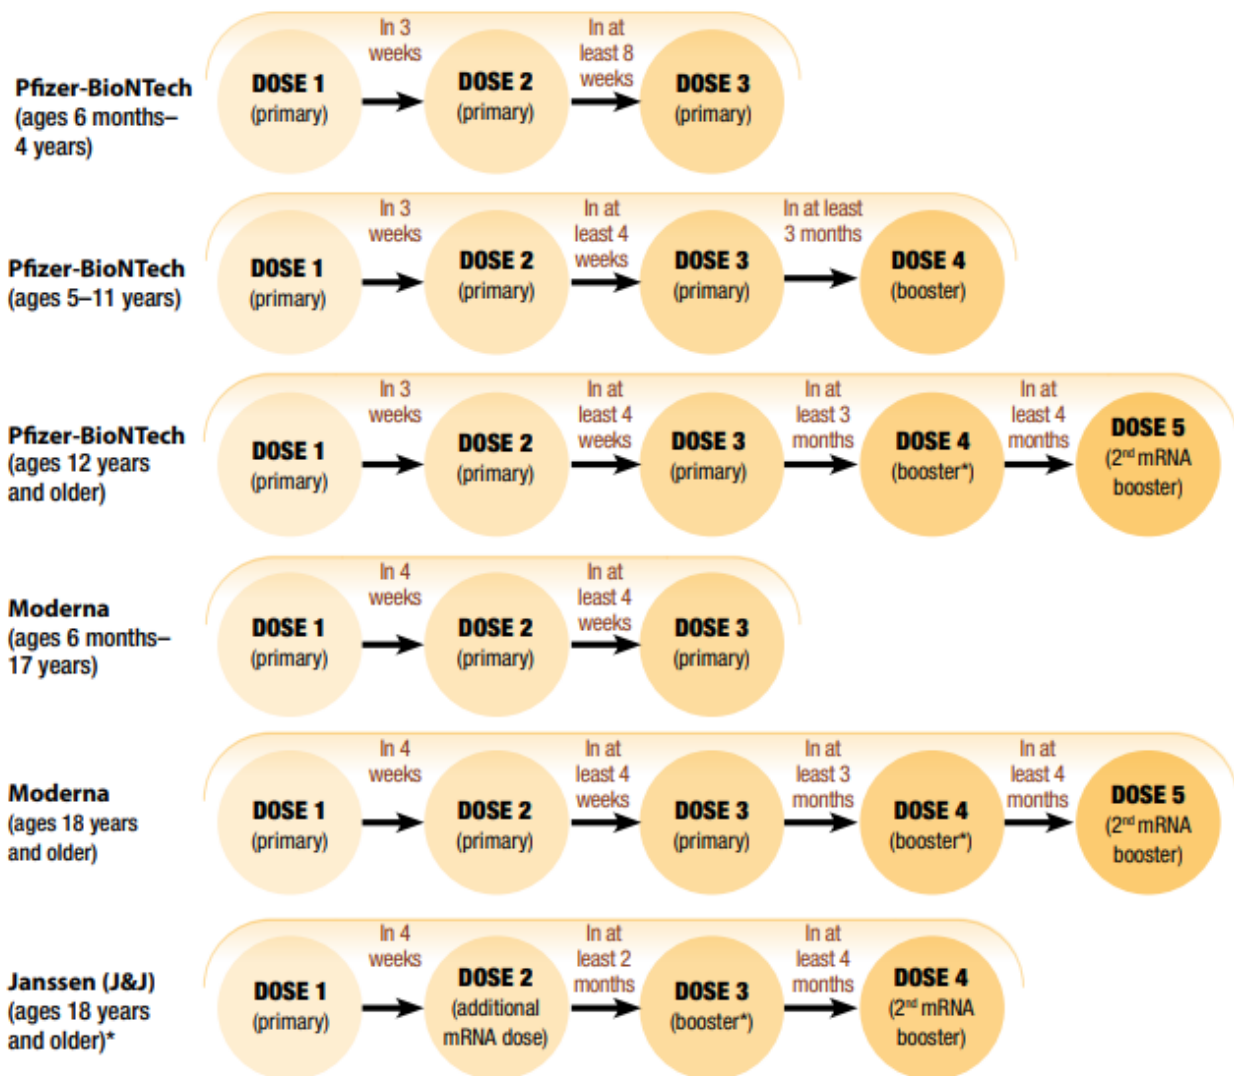 Pfizer-BioNTech
(ages 6 months–
4 years)
DOSE 1
(primary)
In 3
weeks
DOSE 2
(primary)
In at
least 8
weeks
DOSE 3
(primary)
Pfizer-BioNTech
(ages 5–11 years)
DOSE 1
(primary)
In 3
weeks
DOSE 2
(primary)
In at
least 4
weeks
DOSE 3
(primary)
In at least
3 months
DOSE 4
(booster)
Pfizer-BioNTech
(ages 12 years
and older)
DOSE 1
(primary)
In 3
weeks
DOSE 2
(primary)
In at
least 4
weeks
DOSE 3
(primary)
In at
least 3
months
DOSE 4
(booster*)
In at
least 4
months
DOSE 5
(2nd mRNA
booster)
Moderna
(ages 6 months–
17 years)
DOSE 1
(primary)
In 4
weeks
DOSE 2
(primary)
In at
least 4
weeks
DOSE 3
(primary)
Moderna
(ages 18 years
and older)
DOSE 1
(primary)
In 4
weeks
DOSE 2
(primary)
In at
least 4
weeks
DOSE 3
(primary)
In at
least 3
months
DOSE 4
(booster*)
In at
least 4
months
DOSE 5
(2nd mRNA
booster)
Janssen (J&J)
(ages 18 years
and older)*
DOSE 1
(primary)
In 4
weeks
DOSE 2
(additional
mRNA dose)
In at
least 2
months
DOSE 3
(booster*)
In at
least 4
months
DOSE 4
(2nd mRNA
booster)